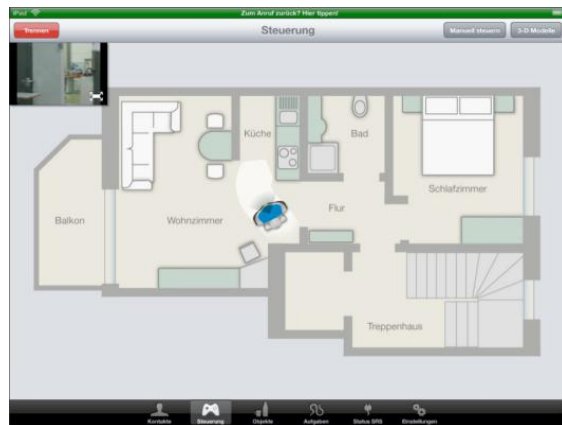 iPad
Zum Anruf zurück? Hier tippen!
Trennen
Steuerung
Manuell steuern
3-D Modelle
Küche
Bad
Schlafzimmer
Balkon
Wohnzimmer
Flur
Treppenhaus
Kontakte
Steuerung
Objekte
Aufgaben
Status SRS
Einstellungen